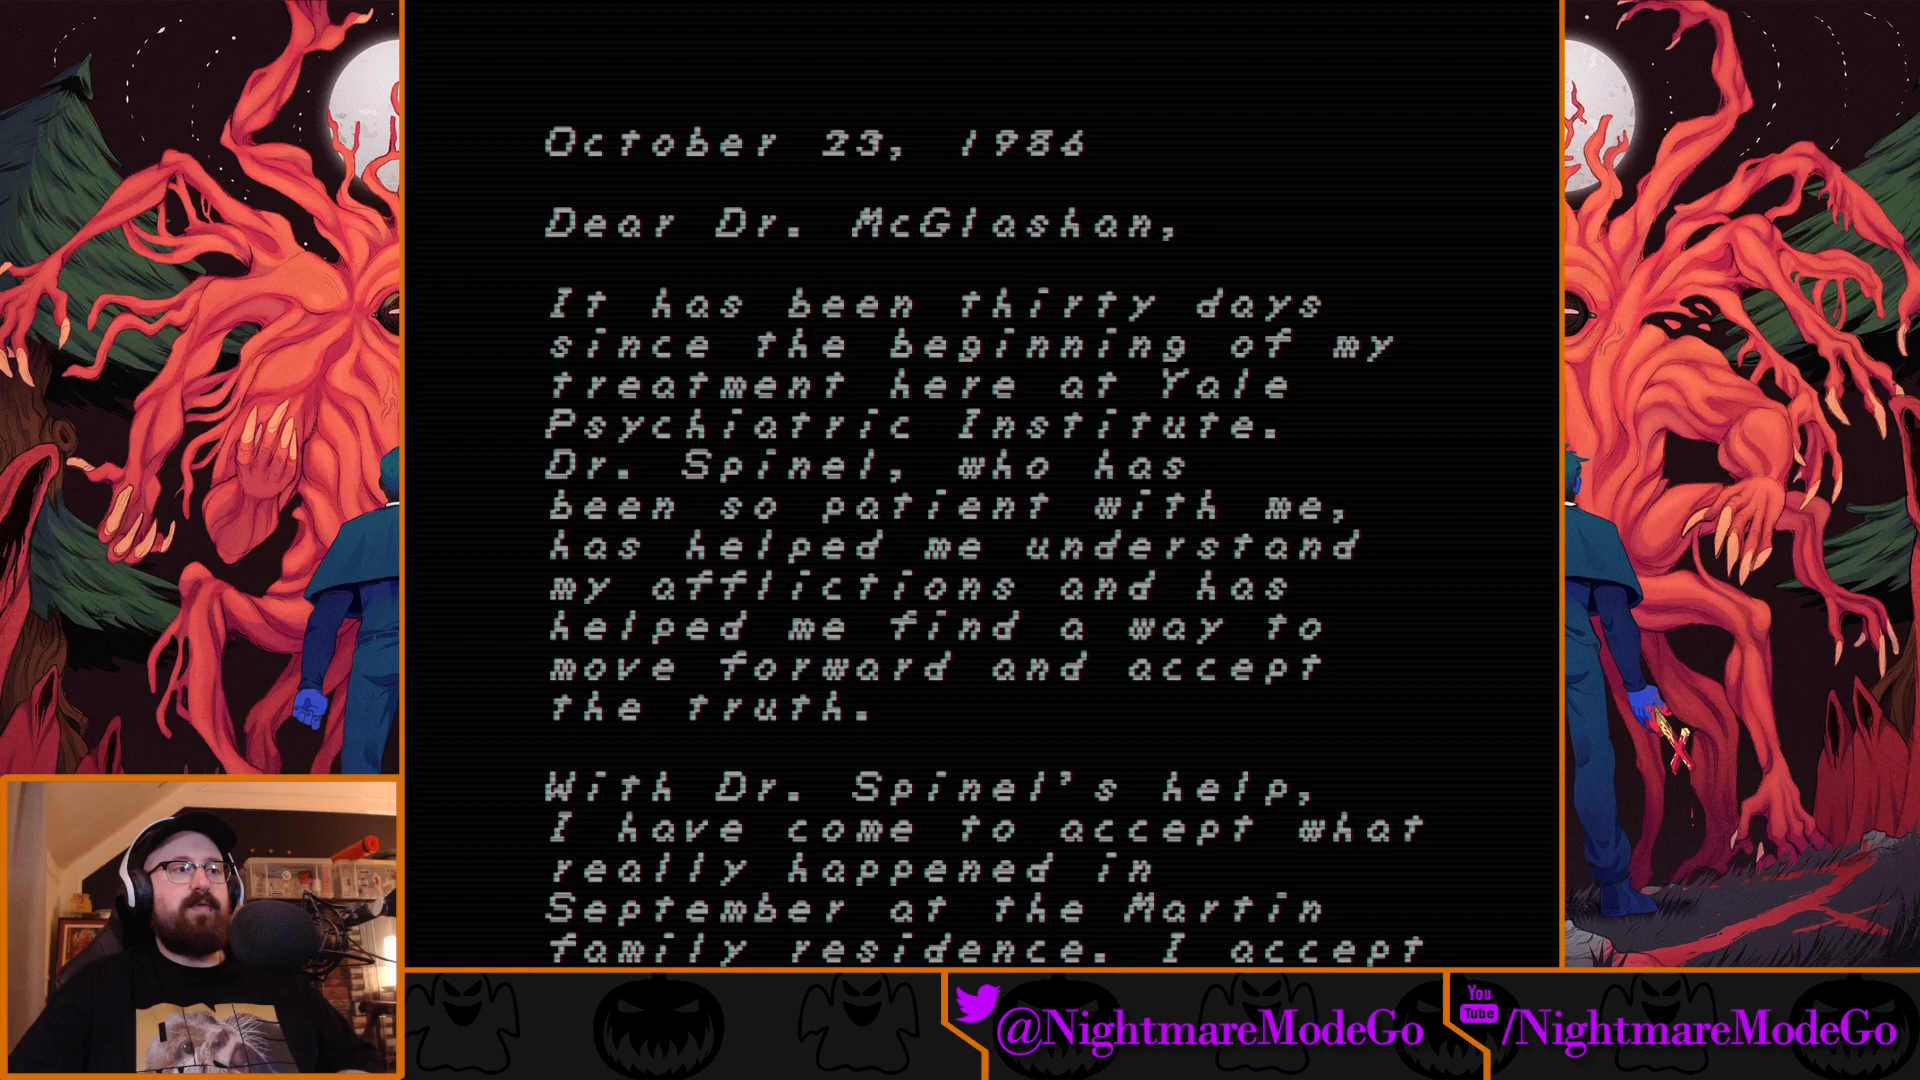 October 23, 1986
Dear Dr. McGlashan,
It has been thirty days
since the beginning of my
treatment here at Yale
Psychiatric Institute.
Dr. Spinel, who has
been so patient with me,
has helped me understand
my afflictions and has
helped me find a way to
move forward and accept
the truth.
With Dr. Spinel's help,
I have come to accept what
really happened in
September at the Martin
family residence. I accept
@NightmareModeGo
You
Tube
/NightmareModeGo